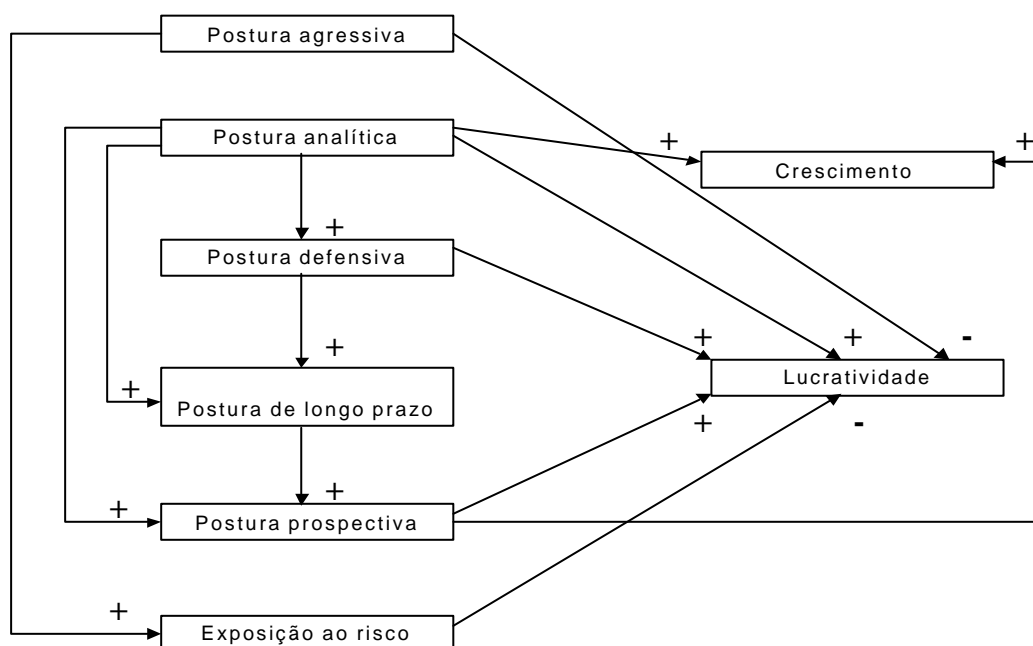 Postura agressiva
Postura analítica
+
+
Crescimento
+
Postura defensiva
+
+
-
+
Lucratividade
+
Postura de longo prazo
+
-
+
+
Postura prospectiva
+
Exposição ao risco